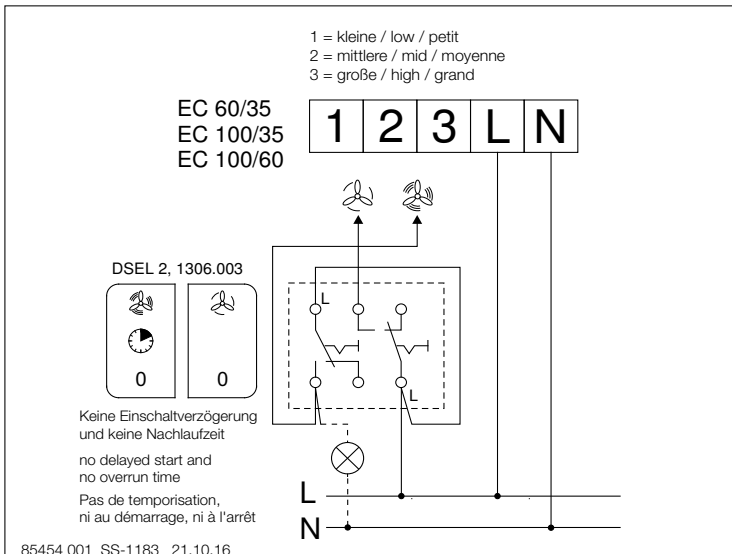 1 = kleine / low / petit
2 = mittlere / mid / moyenne
3 = große / high / grand
EC 60/35
EC 100/35
EC 100/60
1 2 3 L N
DSEL 2, 1306.003
L
0 0
L
Keine Einschaltverzögerung
und keine Nachlaufzeit
no delayed start and
no overrun time
Pas de temporisation,
ni au démarrage, ni à l'arrêt
L
N
85454 001 SS-1183 21.10.16